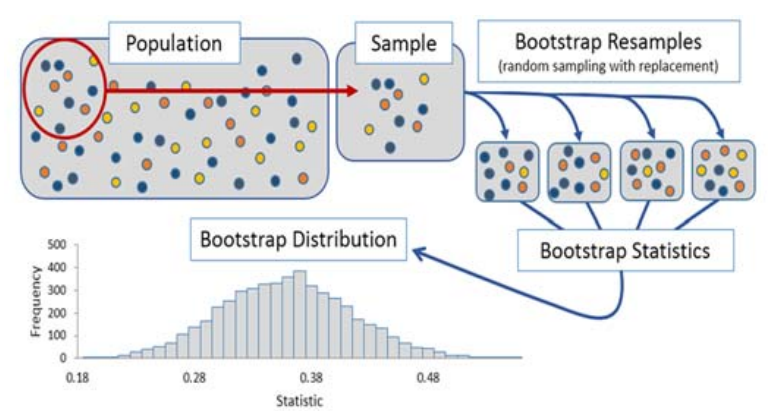 Population
Sample
Bootstrap Resamples
(random sampling with replacement)
Bootstrap Statistics
Bootstrap Distribution
Frequency
500
400
300
200
100
0
0.18 0.28 0.38 0.48
Statistic